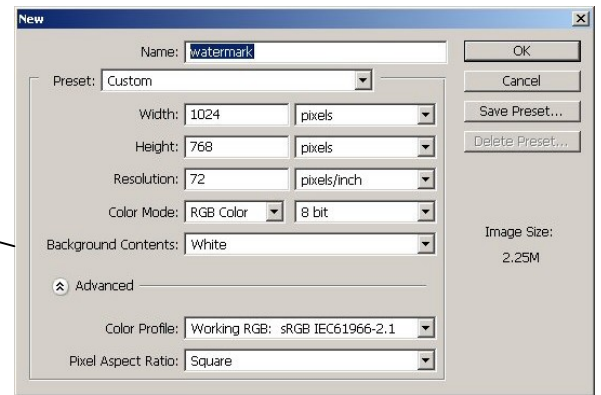 New
Name: watermark
OK
Preset: Custom
Cancel
Width: 1024 pixels
Save Preset...
Height: 768 pixels
Delete Preset...
Resolution: 72 pixels/inch
Color Mode: RGB Color 8 bit
Image Size:
Background Contents: White
2.25M
Advanced
Color Profile: Working RGB: sRGB IEC61966-2.1
Pixel Aspect Ratio: Square